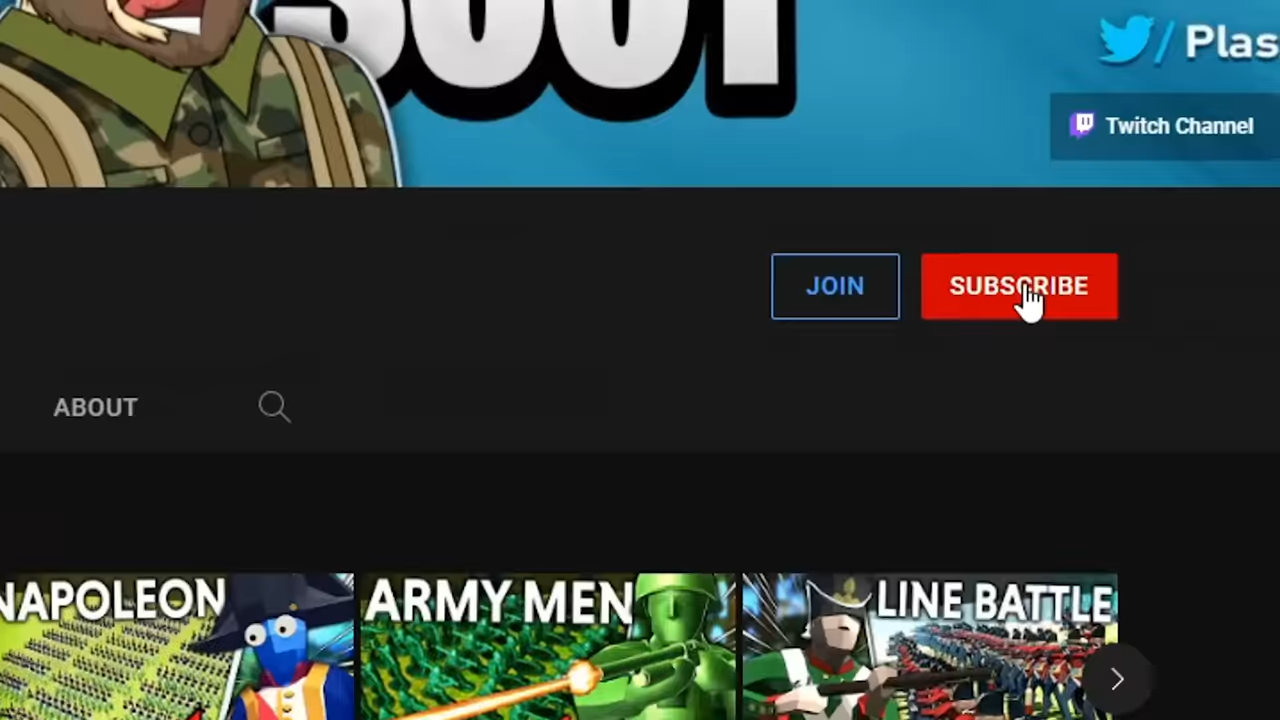 / Plas
Twitch Channel
JOIN
SUBSCRIBE
ABOUT
NAPOLEON
ARMY MEN
LINE BATTLE